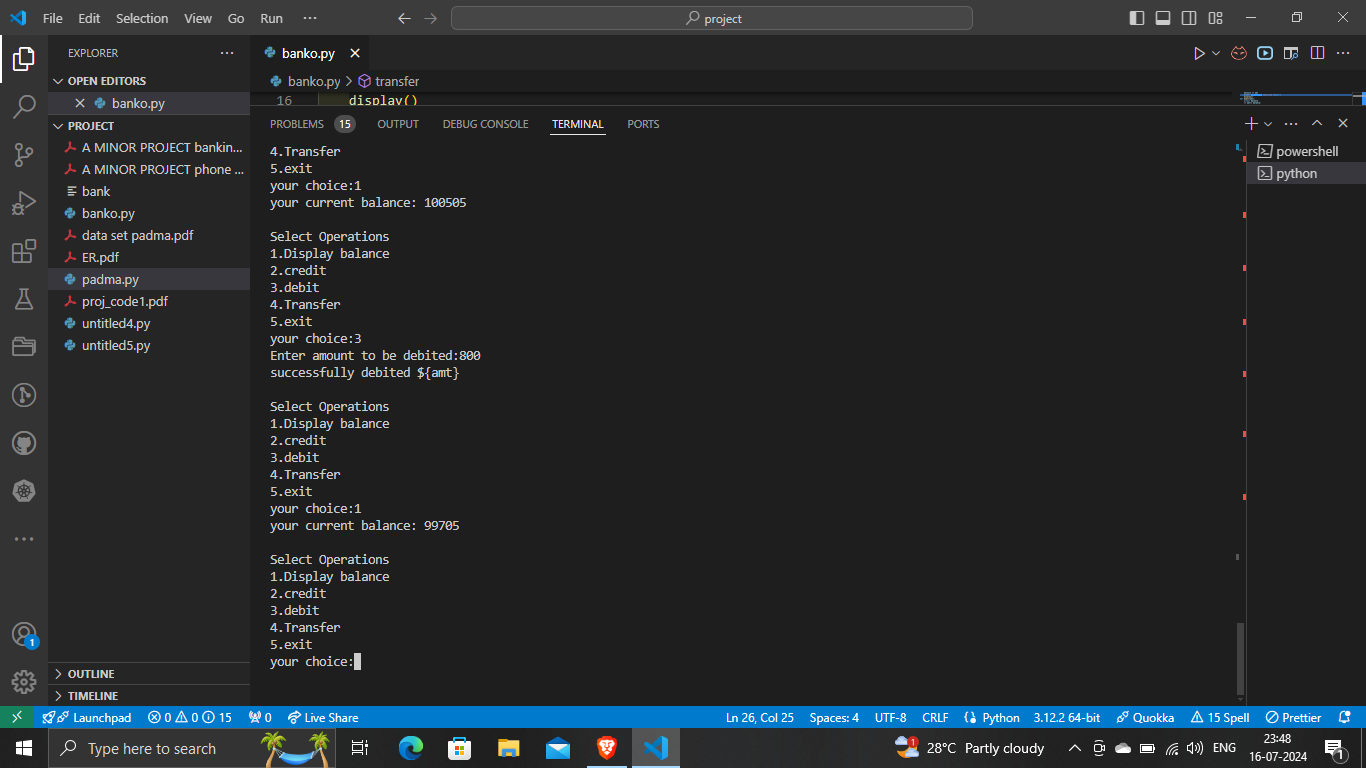 File Edit Selection View Go Run ··· project
EXPLORER ···
OPEN EDITORS
banko.py
PROJECT
A MINOR PROJECT bankin...
A MINOR PROJECT phone ...
bank
banko.py
data set padma.pdf
ER.pdf
padma.py
proj_code1.pdf
untitled4.py
untitled5.py
OUTLINE
TIMELINE
banko.py
banko.py > transfer
16 display()
PROBLEMS 15 OUTPUT DEBUG CONSOLE TERMINAL PORTS
4.Transfer
5.exit
your choice:1
your current balance: 100505
Select Operations
1.Display balance
2.credit
3.debit
4.Transfer
5.exit
your choice:3
Enter amount to be debited:800
successfully debited ${amt}
Select Operations
1.Display balance
2.credit
3.debit
4.Transfer
5.exit
your choice:1
your current balance: 99705
Select Operations
1.Display balance
2.credit
3.debit
4.Transfer
5.exit
your choice:
powershell
python
1
Launchpad 0 0 15 0 Live Share Ln 26, Col 25 Spaces: 4 UTF-8 CRLF Python 3.12.2 64-bit Quokka 15 Spell Prettier
Type here to search 1 28°C Partly cloudy ENG 23:48
16-07-2024 1